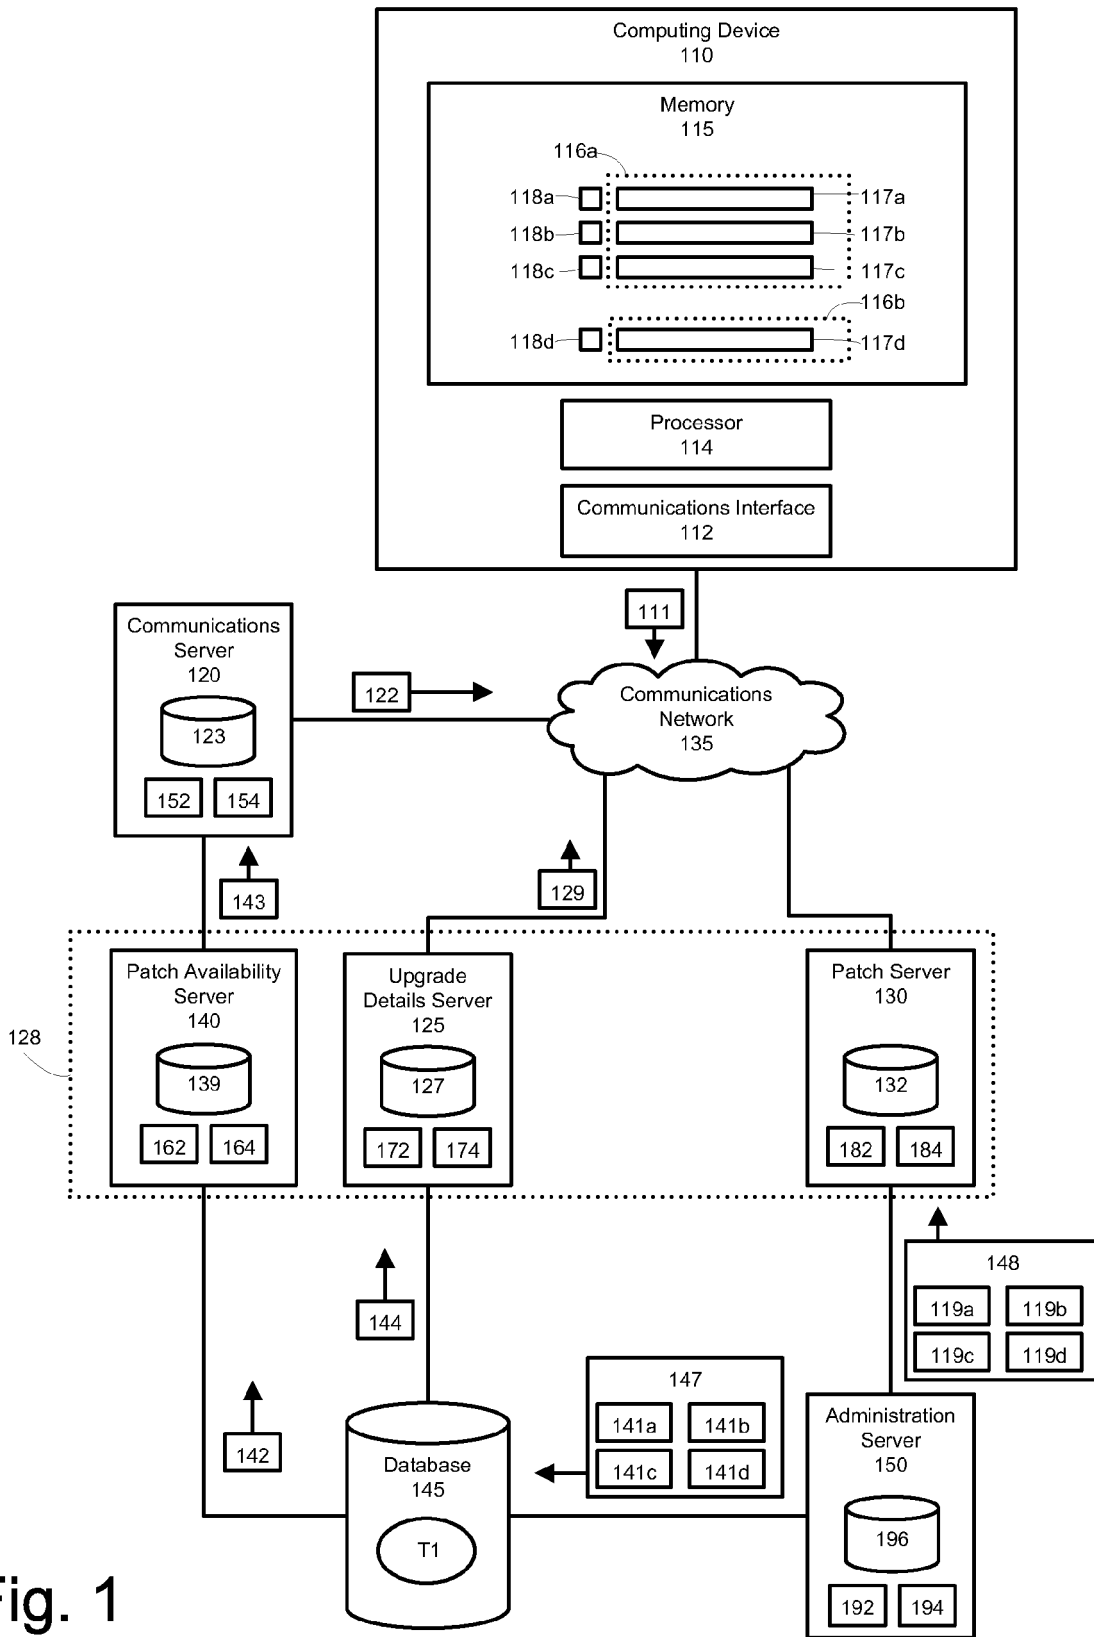 Computing Device
110
Memory
115
116a
118a
117a
118b
117b
118c
117c
116b
118d
117d
Processor
114
Communications Interface
112
111
Communications
Server
120
123
152
154
122
Communications
Network
135
143
129
128
Patch Availability
Server
140
139
162
164
Upgrade
Details Server
125
127
172
174
Patch Server
130
132
182
184
148
119a
119b
119c
119d
144
142
147
141a
141b
141c
141d
Database
145
T1
Administration
Server
150
196
192
194
Fig. 1